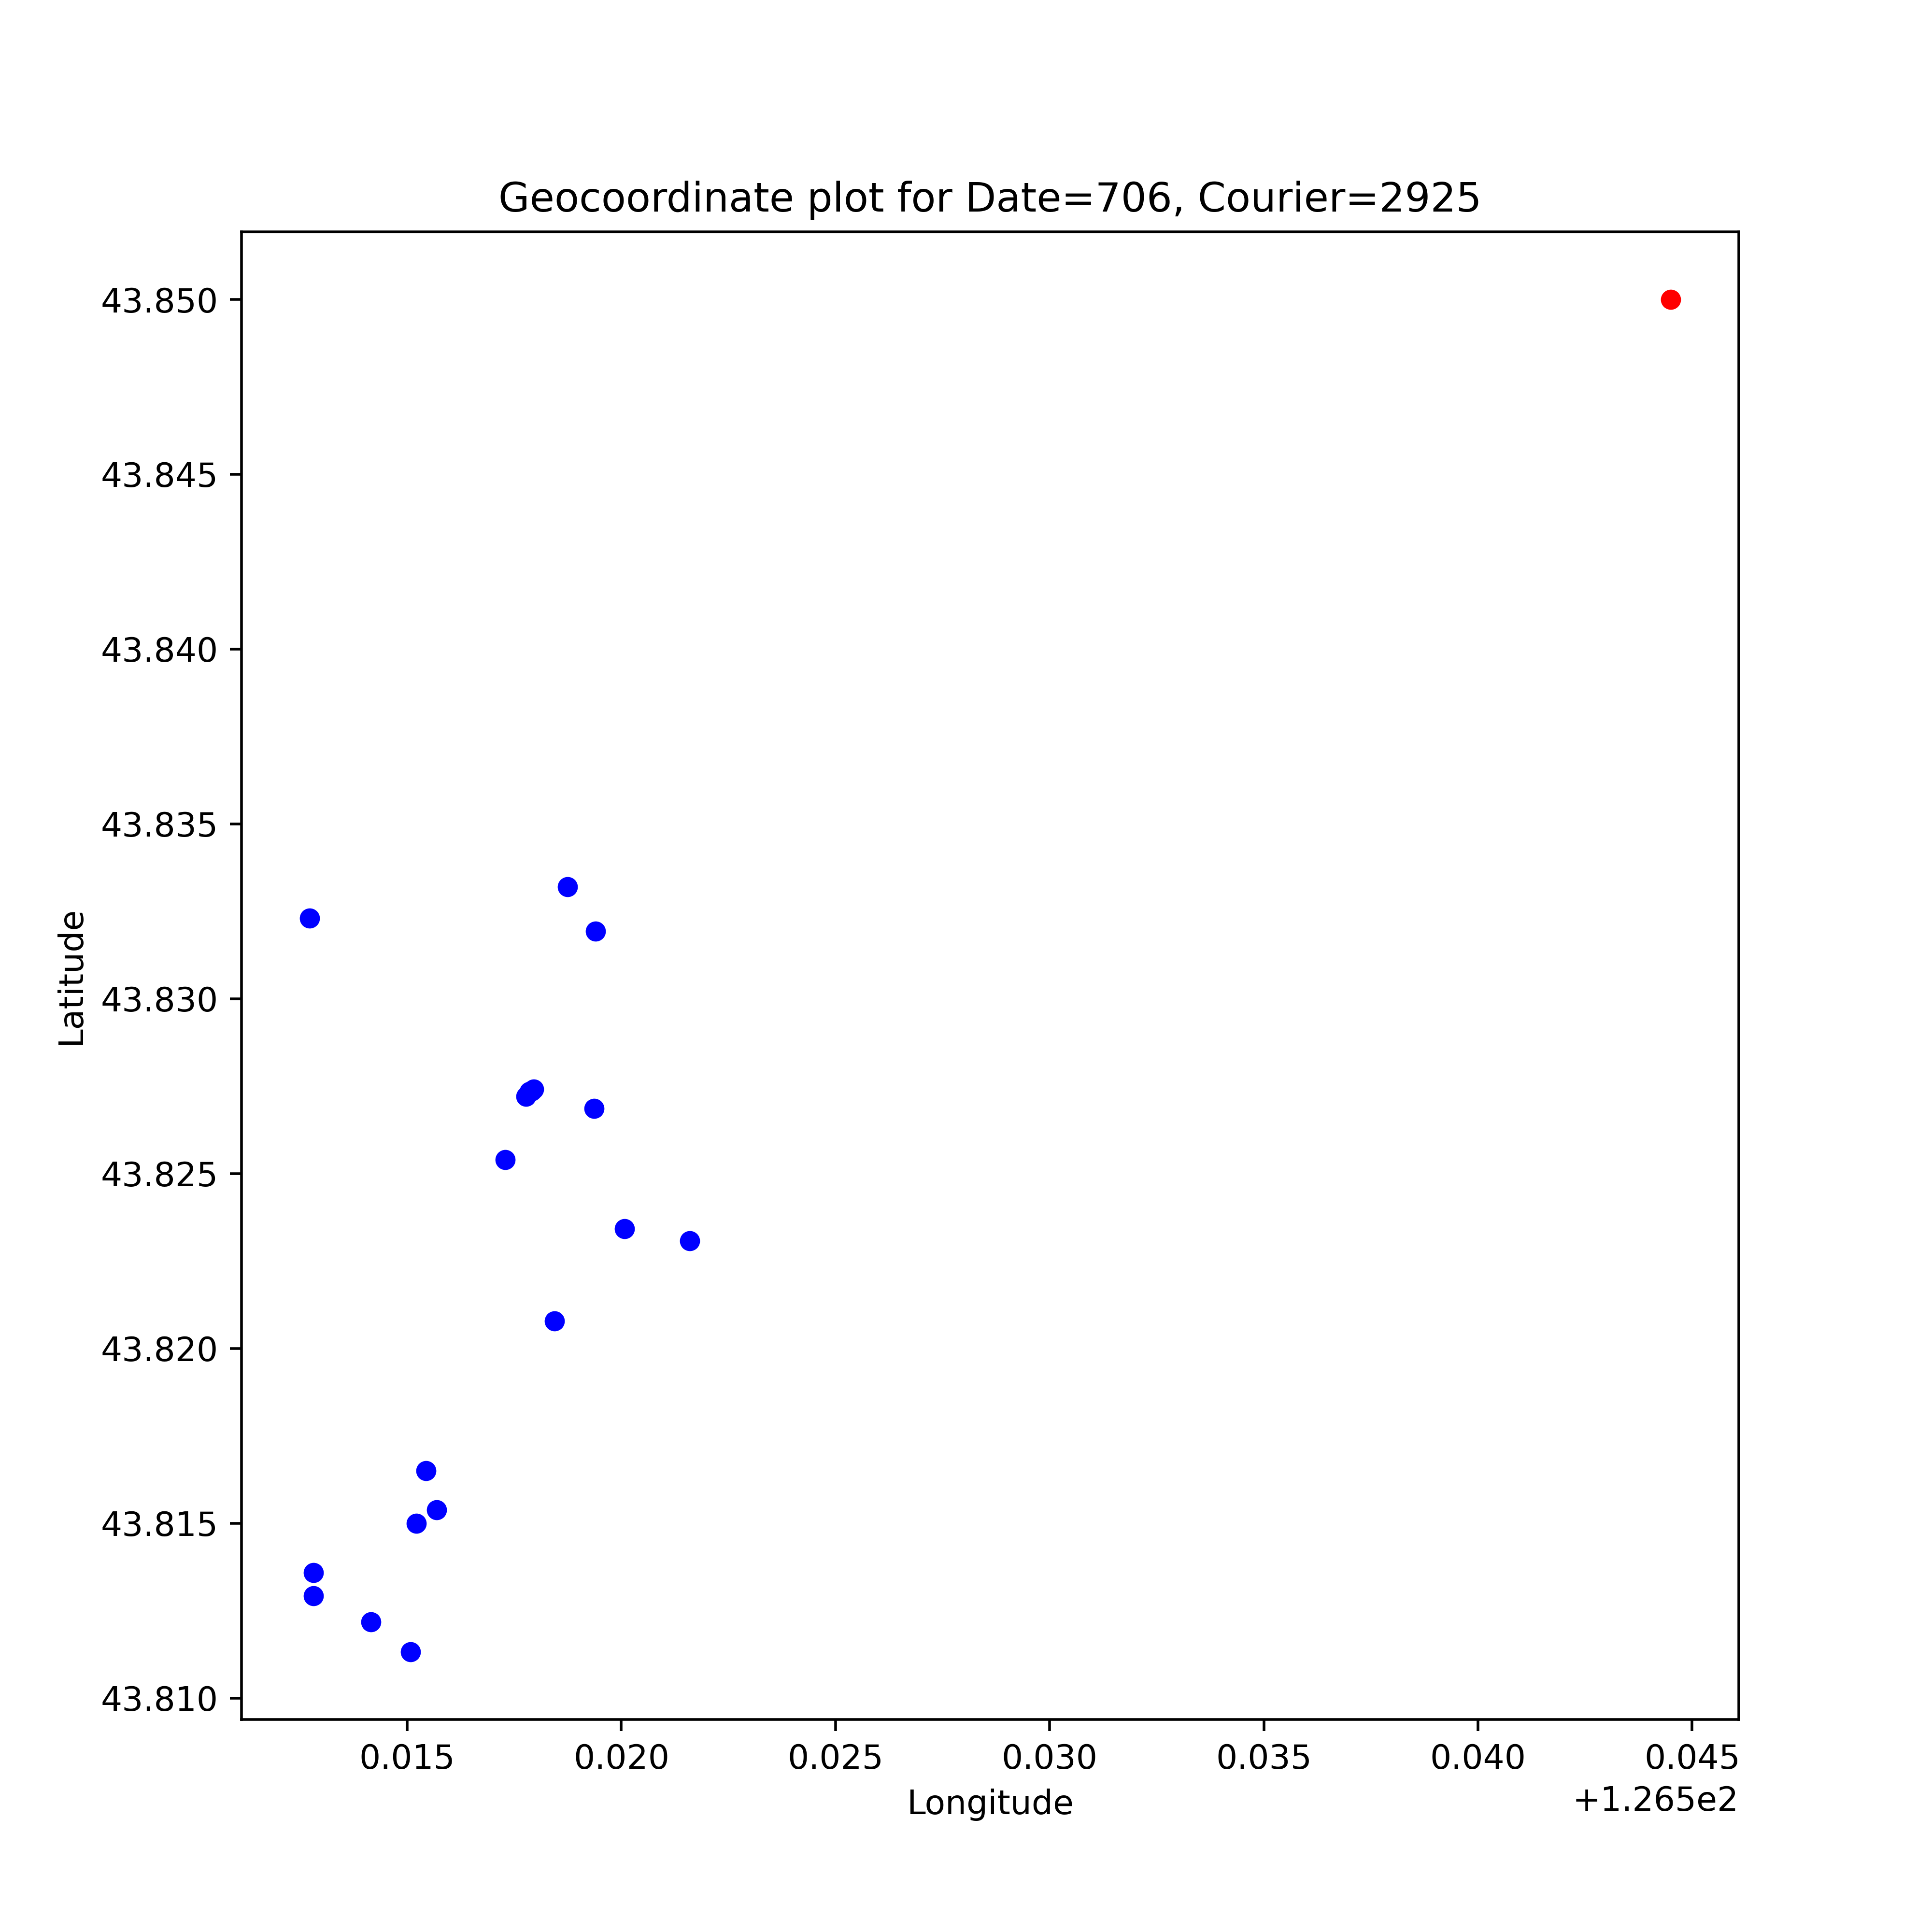 Geocoordinate plot for Date=706, Courier=2925
43.850
43.845
43.840
43.835
43.830
43.825
43.820
43.815
43.810
Latitude
0.015 0.020 0.025 0.030 0.035 0.040 0.045
+1.265e2
Longitude